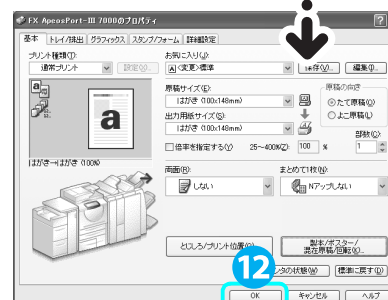 FX ApeosPort-III 7000のプロパティ
基本 トレイ/排出 グラフィックス スタンプ/フォーム 詳細設定
プリント種類(T):
通常プリント
設定(S)...
お気に入り(J):
<変更>標準
保存(V)...
編集(I)...
原稿サイズ(E):
はがき (100x148mm)
原稿の向き
たて原稿(O)
よこ原稿(L)
出力用紙サイズ(G):
はがき (100x148mm)
倍率を指定する(Y)
25～400%(Z):
100 %
部数(C):
1
はがき→はがき (100%)
両面(B):
しない
まとめて1枚(N):
Nアップしない
とじしろ/プリント位置
製本/ポスター/
混在原稿/回転(X)...
12
タの状態(W)
標準に戻す(D)
OK
キャンセル
ヘルプ